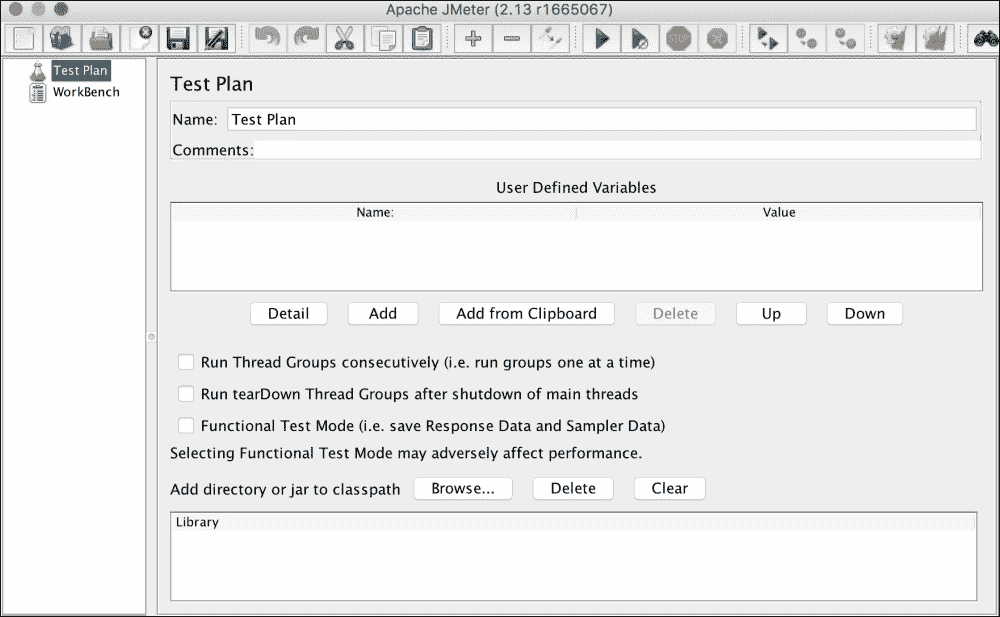 Apache JMeter (2.13 r1665067)
Test Plan
WorkBench
Test Plan
Name: Test Plan
Comments:
User Defined Variables
Name: Value
Detail Add Add from Clipboard Delete Up Down
Run Thread Groups consecutively (i.e. run groups one at a time)
Run tearDown Thread Groups after shutdown of main threads
Functional Test Mode (i.e. save Response Data and Sampler Data)
Selecting Functional Test Mode may adversely affect performance.
Add directory or jar to classpath Browse... Delete Clear
Library